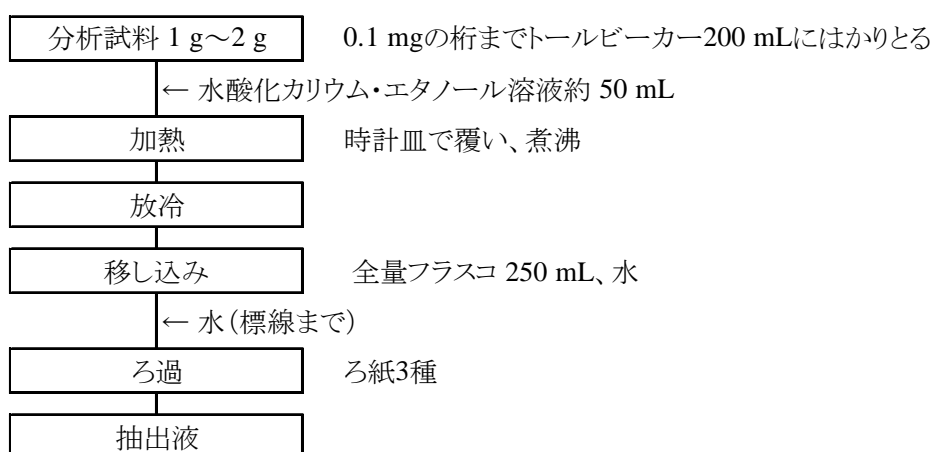 分析試料 1 g～2 g　0.1 mgの桁までトールビーカー200 mLにはかりとる
← 水酸化カリウム・エタノール溶液約 50 mL
加熱　時計皿で覆い、煮沸
放冷
移し込み　全量フラスコ 250 mL、水
← 水（標線まで）
ろ過　ろ紙3種
抽出液